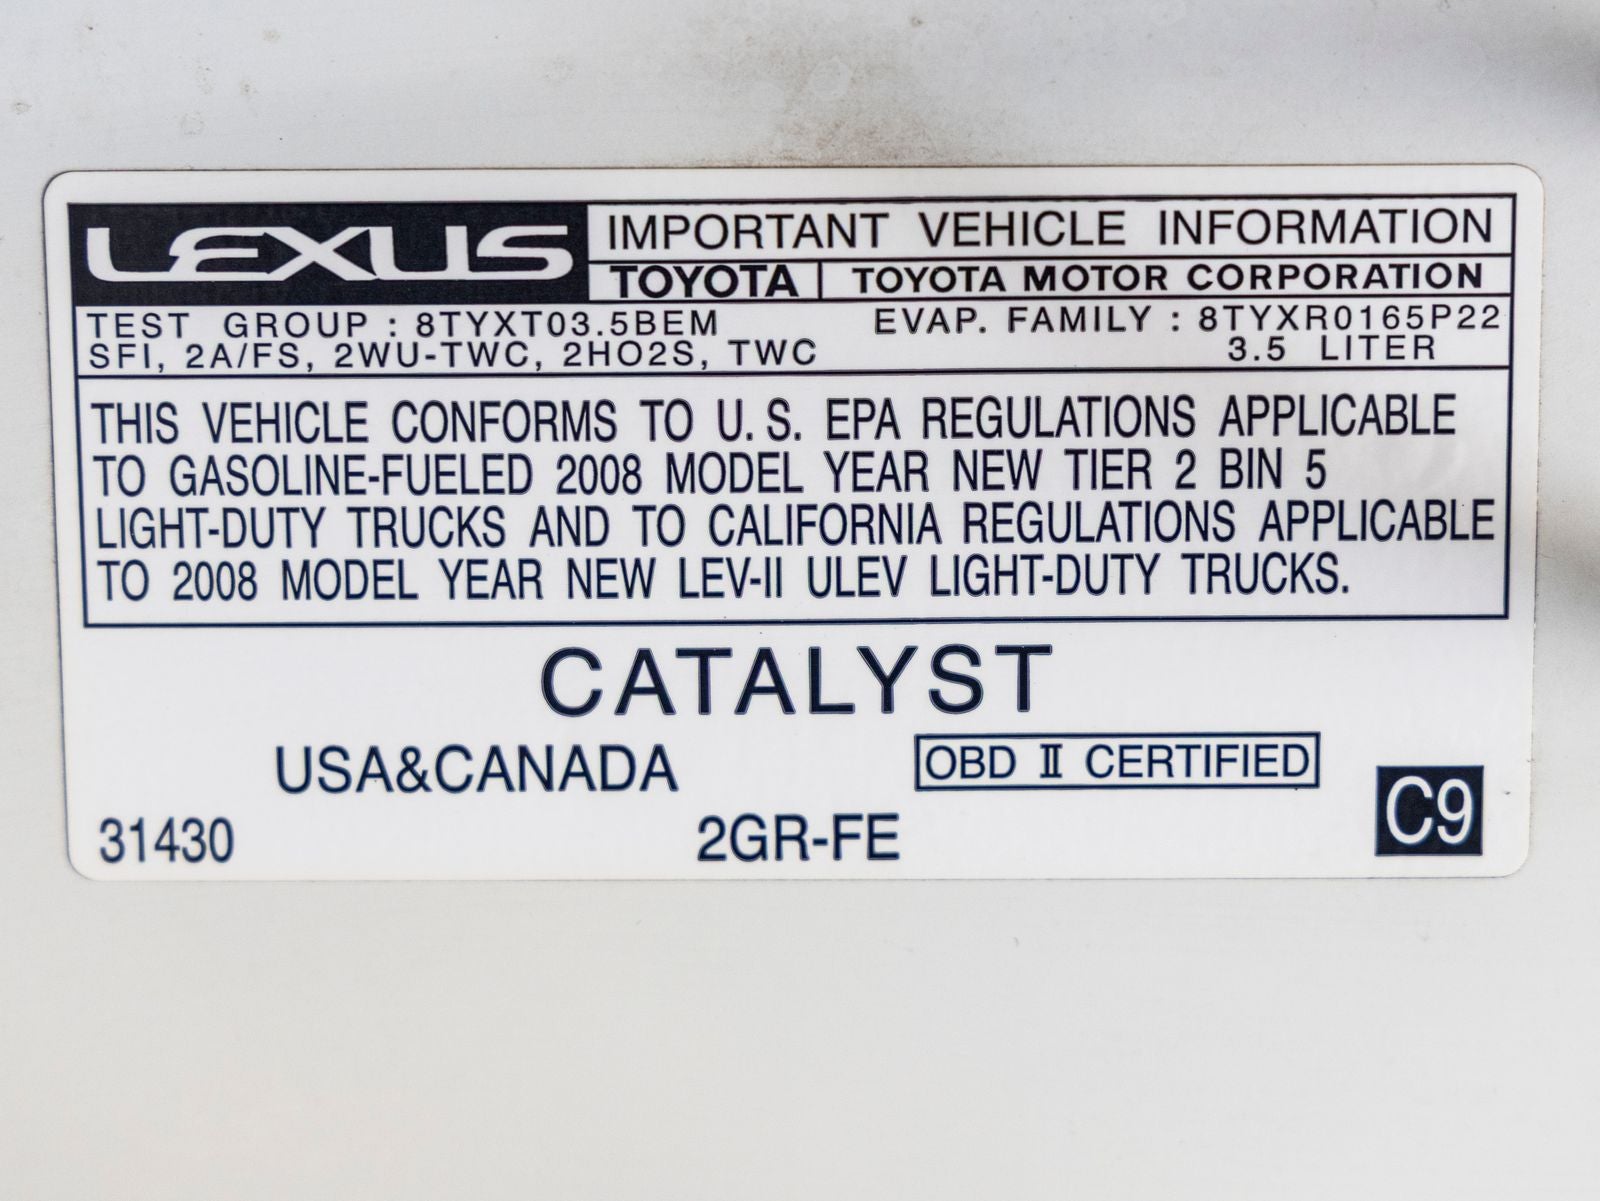 LEXUS IMPORTANT VEHICLE INFORMATION
TOYOTA TOYOTA MOTOR CORPORATION
TEST GROUP : 8TYXT03.5BEM EVAP. FAMILY : 8TYXR0165P22
SFI, 2A/FS, 2WU-TWC, 2HO2S, TWC 3.5 LITER
THIS VEHICLE CONFORMS TO U.S. EPA REGULATIONS APPLICABLE
TO GASOLINE-FUELED 2008 MODEL YEAR NEW TIER 2 BIN 5
LIGHT-DUTY TRUCKS AND TO CALIFORNIA REGULATIONS APPLICABLE
TO 2008 MODEL YEAR NEW LEV-II ULEV LIGHT-DUTY TRUCKS.
CATALYST
USA&CANADA OBD II CERTIFIED
31430 2GR-FE C9